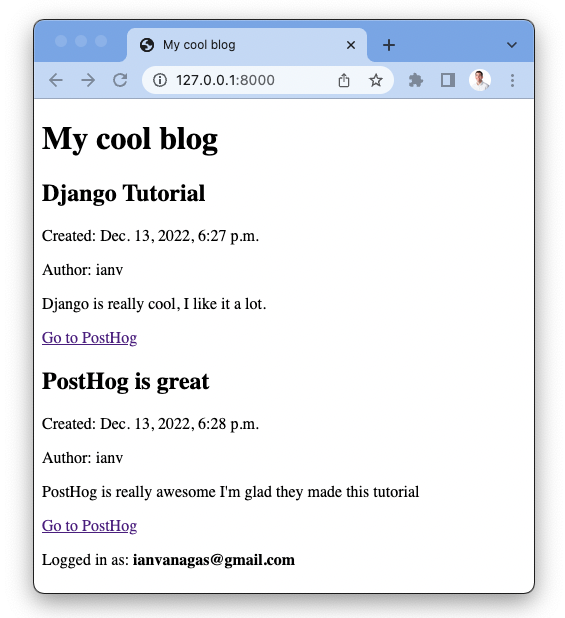 My cool blog
127.0.0.1:8000
My cool blog
Django Tutorial
Created: Dec. 13, 2022, 6:27 p.m.
Author: ianv
Django is really cool, I like it a lot.
Go to PostHog
PostHog is great
Created: Dec. 13, 2022, 6:28 p.m.
Author: ianv
PostHog is really awesome I'm glad they made this tutorial
Go to PostHog
Logged in as: ianvanagas@gmail.com